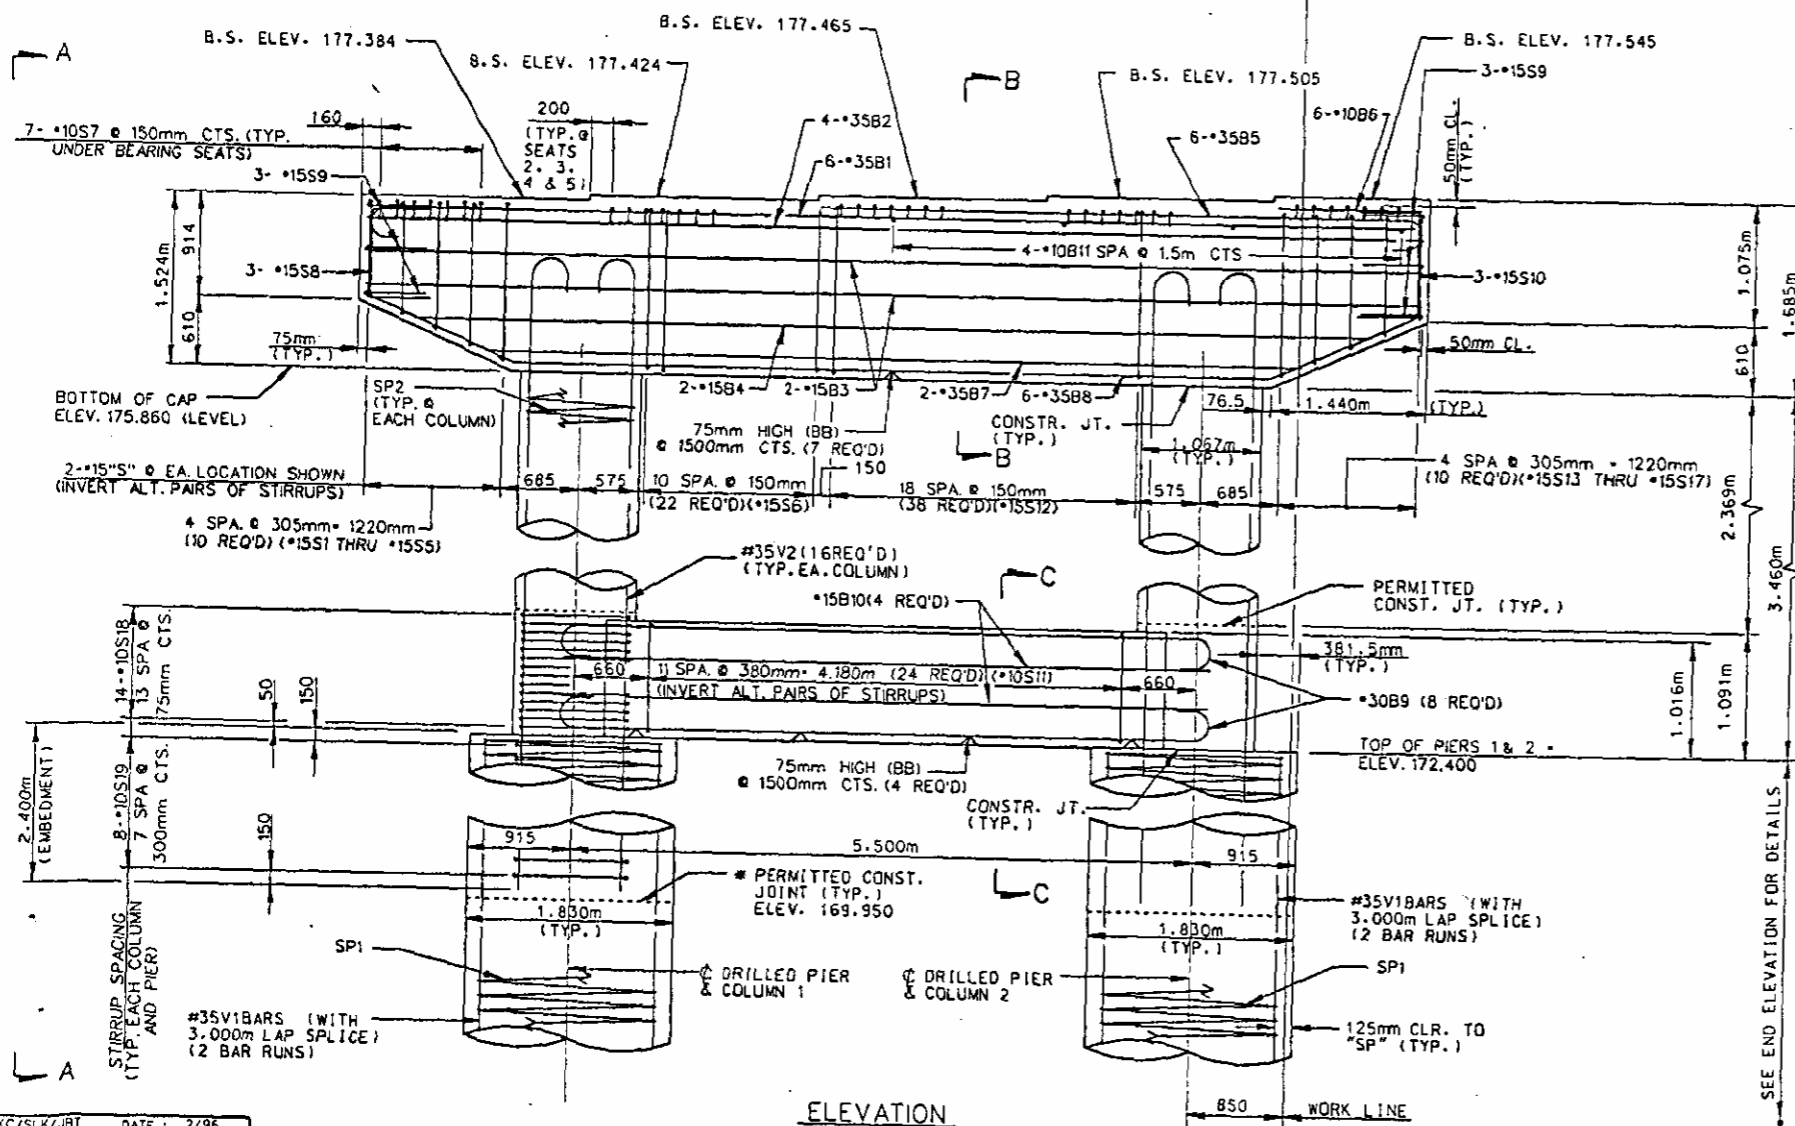 B.S. ELEV. 177.465
B.S. ELEV. 177.384
B.S. ELEV. 177.545
A
B.S. ELEV. 177.424
B
B.S. ELEV. 177.505
3-#15S9
160
200
(TYP. @
SEATS
2, 3,
4 & 5)
4-#35B2
6-#10B6
7- #10S7 @ 150mm CTS. (TYP.
UNDER BEARING SEATS)
6-#35B1
6-#35B5
50mm CL.
(TYP.)
3- #15S9
1.524m
914
610
3- #15S8
4-#10B11 SPA @ 1.5m CTS
3-#15S10
1.075m
610
1.685m
75mm
(TYP.)
50mm CL.
BOTTOM OF CAP
ELEV. 175.860 (LEVEL)
SP2
(TYP. @
EACH COLUMN)
2-#15B4
2-#15B3
2-#35B7
6-#35B8
76.5
1.440m
(TYP.)
75mm HIGH (BB)
@ 1500mm CTS. (7 REQ'D)
CONSTR. JT.
(TYP.)
B
1.067m
(TYP.)
2-#15"S" @ EA. LOCATION SHOWN
(INVERT ALT. PAIRS OF STIRRUPS)
685
575
10 SPA. @ 150mm
(22 REQ'D)(#15S6)
150
18 SPA. @ 150mm
(38 REQ'D)(#15S12)
575
685
4 SPA @ 305mm = 1220mm
(10 REQ'D)(#15S13 THRU #15S17)
4 SPA. @ 305mm= 1220mm
(10 REQ'D) (#15S1 THRU #15S5)
2.369m
3.460m
#35V2(16REQ'D)
(TYP.EA.COLUMN)
C
#15B10(4 REQ'D)
PERMITTED
CONST. JT. (TYP.)
14-#10S18
13 SPA @
75mm CTS.
50
150
660
11 SPA. @ 380mm= 4.180m (24 REQ'D) (#10S11)
(INVERT ALT. PAIRS OF STIRRUPS)
660
381.5mm
(TYP.)
#30B9 (8 REQ'D)
1.016m
1.091m
2.400m
(EMBEDMENT)
8-#10S19
7 SPA @
300mm CTS.
150
75mm HIGH (BB)
@ 1500mm CTS. (4 REQ'D)
TOP OF PIERS 1 & 2 =
ELEV. 172.400
CONSTR. JT.
(TYP.)
915
5.500m
915
* PERMITTED CONST.
JOINT (TYP.)
ELEV. 169.950
C
1.830m
(TYP.)
1.830m
(TYP.)
#35V1BARS (WITH
3.000m LAP SPLICE)
(2 BAR RUNS)
STIRRUP SPACING
(TYP. EACH COLUMN
AND PIER)
SP1
℄ DRILLED PIER
& COLUMN 1
℄ DRILLED PIER
& COLUMN 2
SP1
#35V1BARS (WITH
3.000m LAP SPLICE)
(2 BAR RUNS)
125mm CLR. TO
"SP" (TYP.)
SEE END ELEVATION FOR DETAILS
A
ELEVATION
850
WORK LINE
/SLK/JBT DATE : 2/96